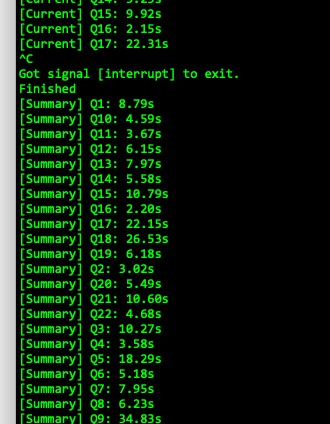 [Current] Q14: 5.29s
[Current] Q15: 9.92s
[Current] Q16: 2.15s
[Current] Q17: 22.31s
^C
Got signal [interrupt] to exit.
Finished
[Summary] Q1: 8.79s
[Summary] Q10: 4.59s
[Summary] Q11: 3.67s
[Summary] Q12: 6.15s
[Summary] Q13: 7.97s
[Summary] Q14: 5.58s
[Summary] Q15: 10.79s
[Summary] Q16: 2.20s
[Summary] Q17: 22.15s
[Summary] Q18: 26.53s
[Summary] Q19: 6.18s
[Summary] Q2: 3.02s
[Summary] Q20: 5.49s
[Summary] Q21: 10.60s
[Summary] Q22: 4.68s
[Summary] Q3: 10.27s
[Summary] Q4: 3.58s
[Summary] Q5: 18.29s
[Summary] Q6: 5.18s
[Summary] Q7: 7.95s
[Summary] Q8: 6.23s
[Summary] Q9: 34.83s